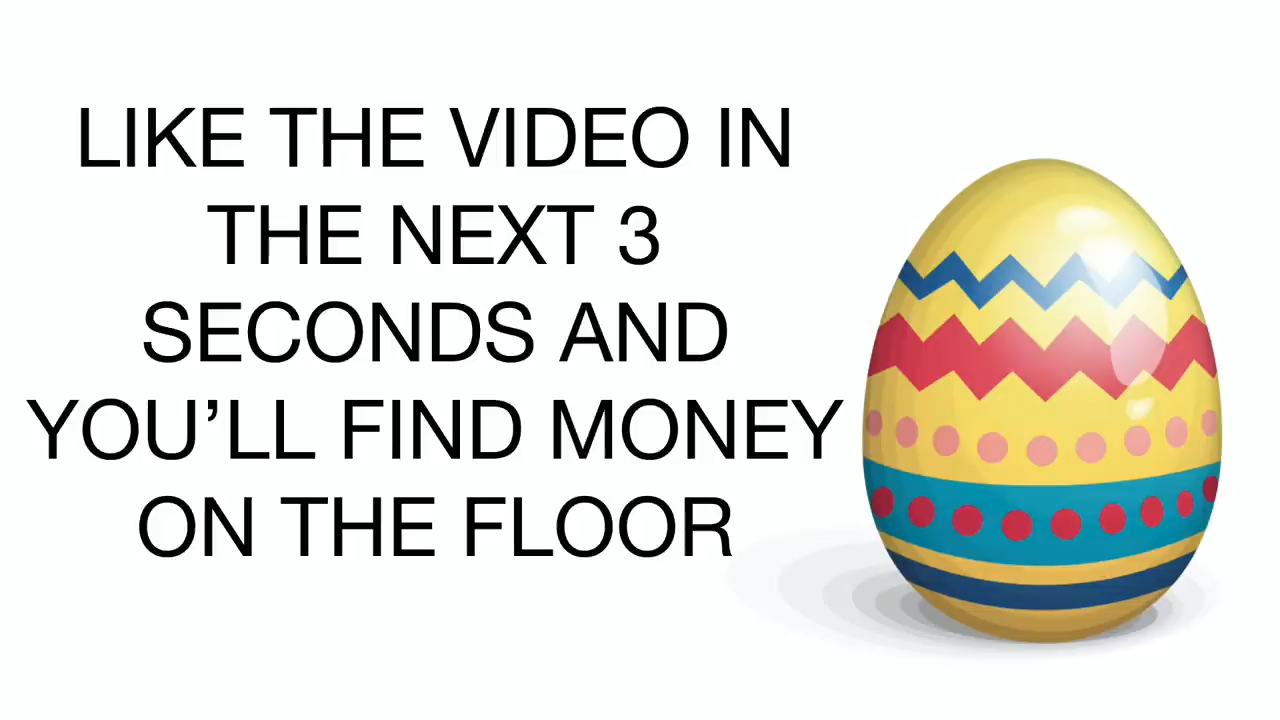 LIKE THE VIDEO IN
THE NEXT 3
SECONDS AND
YOU’LL FIND MONEY
ON THE FLOOR